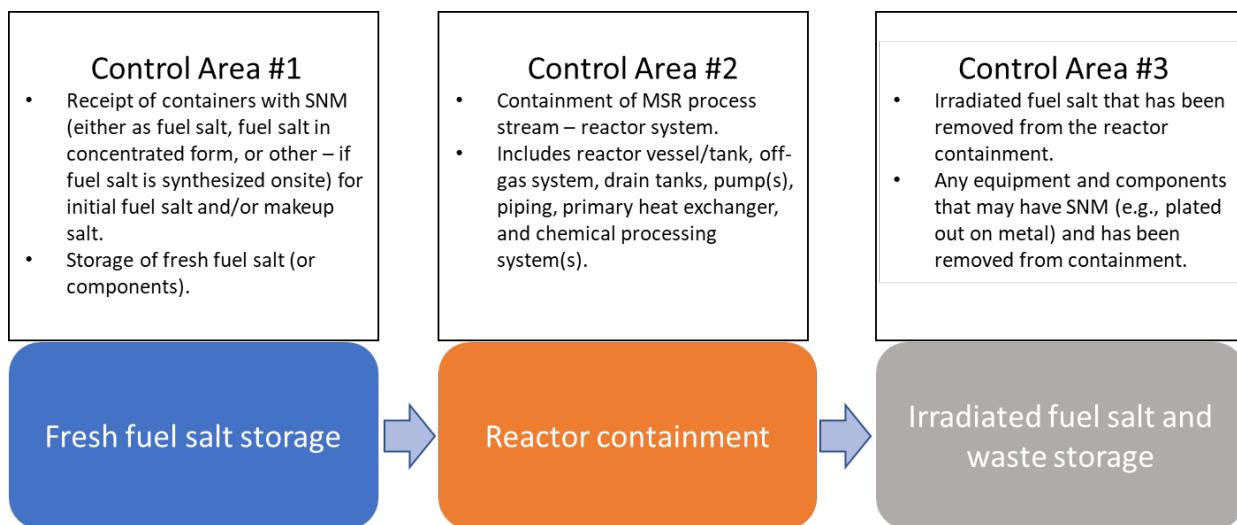 Control Area #1
• Receipt of containers with SNM
(either as fuel salt, fuel salt in
concentrated form, or other – if
fuel salt is synthesized onsite) for
initial fuel salt and/or makeup
salt.
• Storage of fresh fuel salt (or
components).
Control Area #2
• Containment of MSR process
stream – reactor system.
• Includes reactor vessel/tank, off-
gas system, drain tanks, pump(s),
piping, primary heat exchanger,
and chemical processing
system(s).
Control Area #3
• Irradiated fuel salt that has been
removed from the reactor
containment.
• Any equipment and components
that may have SNM (e.g., plated
out on metal) and has been
removed from containment.
Fresh fuel salt storage
Reactor containment
Irradiated fuel salt and
waste storage